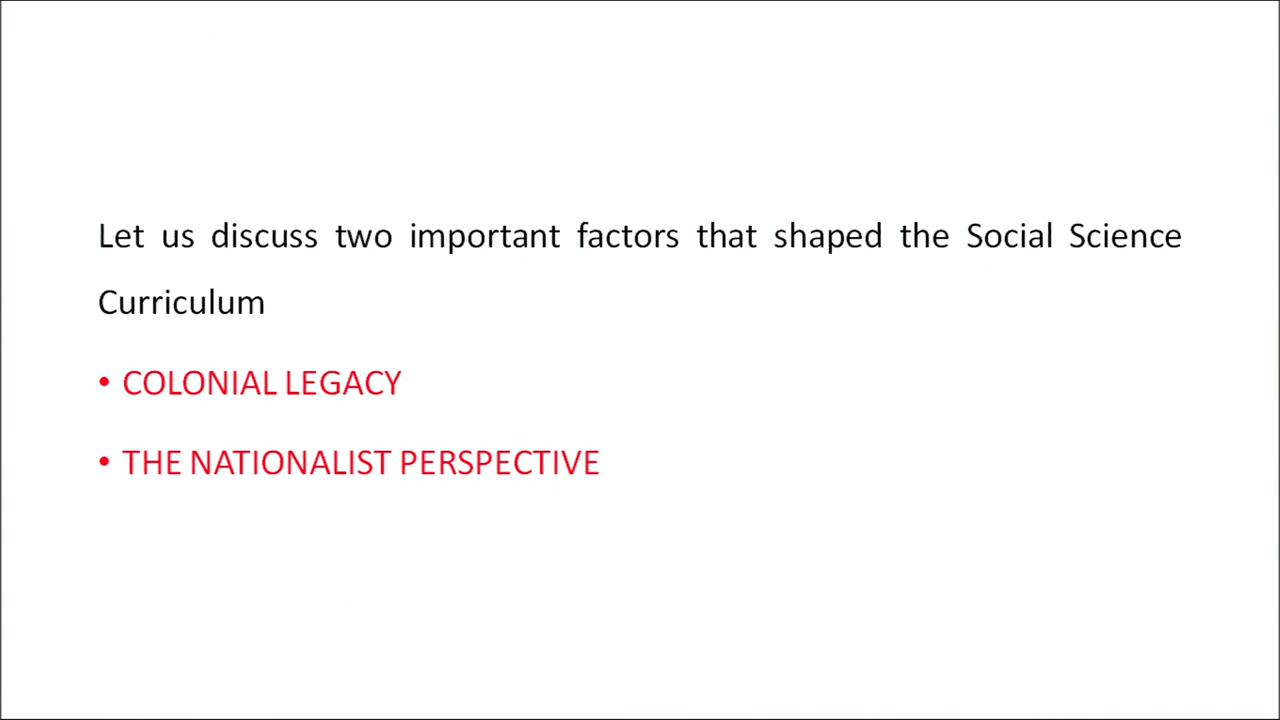 Let us discuss two important factors that shaped the Social Science
Curriculum
• COLONIAL LEGACY
• THE NATIONALIST PERSPECTIVE